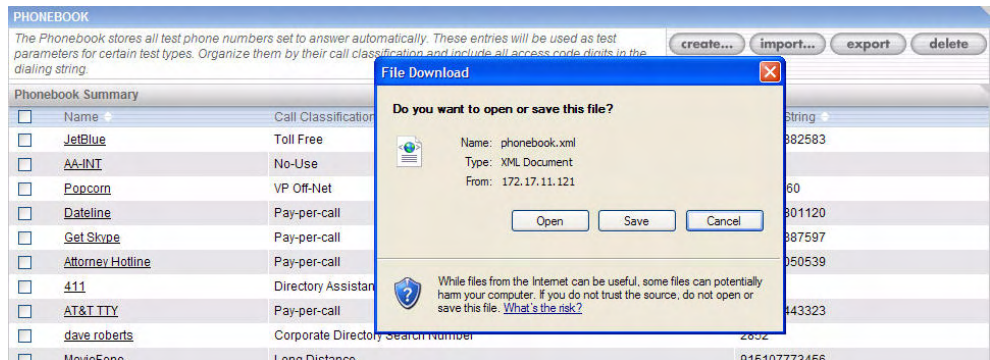 PHONEBOOK
The Phonebook stores all test phone numbers set to answer automatically. These entries will be used as test
parameters for certain test types. Organize them by their call classification and include all access code digits in the
dialing string.
create... import... export delete
Phonebook Summary
Name Call Classification String
JetBlue Toll Free 382583
AA-INT No-Use
Popcorn VP Off-Net 60
Dateline Pay-per-call 301120
Get Skype Pay-per-call 387597
Attorney Hotline Pay-per-call 050539
411 Directory Assistan
AT&T TTY Pay-per-call 443323
dave roberts Corporate Directory Search Number 2852
MovieFone Long Distance 915107773456
File Download
Do you want to open or save this file?
Name: phonebook.xml
Type: XML Document
From: 172.17.11.121
Open Save Cancel
While files from the Internet can be useful, some files can potentially
harm your computer. If you do not trust the source, do not open or
save this file. What's the risk?